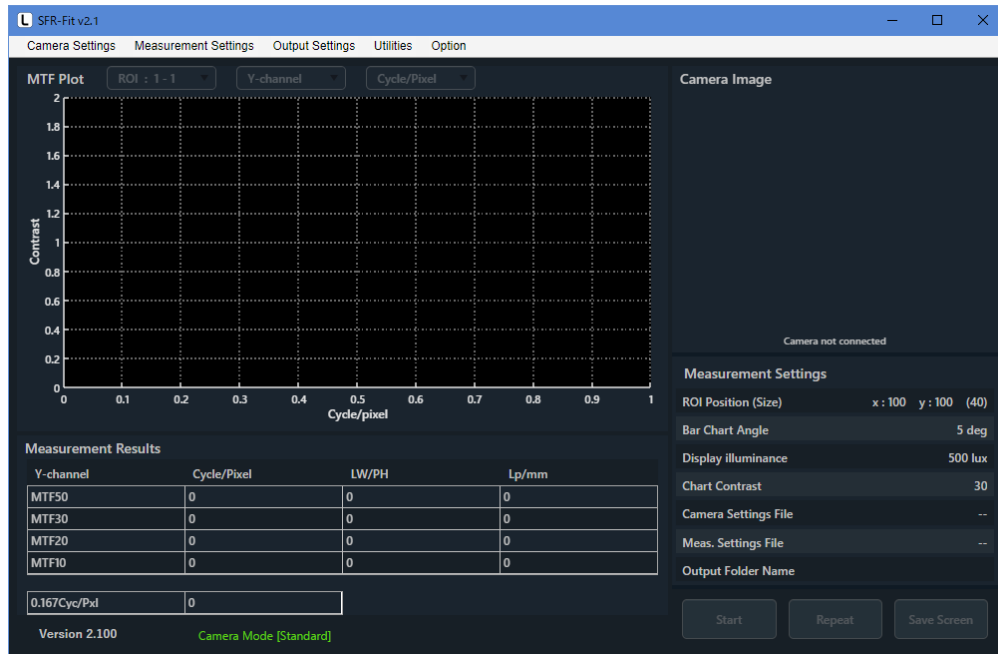 L SFR-Fit v2.1
Camera Settings Measurement Settings Output Settings Utilities Option
MTF Plot ROI : 1 - 1 Y-channel Cycle/Pixel
2
1.8
1.6
1.4
1.2
1
0.8
0.6
0.4
0.2
0
Contrast
0 0.1 0.2 0.3 0.4 0.5 0.6 0.7 0.8 0.9 1
Cycle/pixel
Camera Image
Camera not connected
Measurement Results
Y-channel Cycle/Pixel LW/PH Lp/mm
MTF50 0 0 0
MTF30 0 0 0
MTF20 0 0 0
MTF10 0 0 0
0.167Cyc/Pxl 0
Version 2.100 Camera Mode [Standard]
Measurement Settings
ROI Position (Size) x : 100 y : 100 (40)
Bar Chart Angle 5 deg
Display illuminance 500 lux
Chart Contrast 30
Camera Settings File --
Meas. Settings File --
Output Folder Name
Start Repeat Save Screen